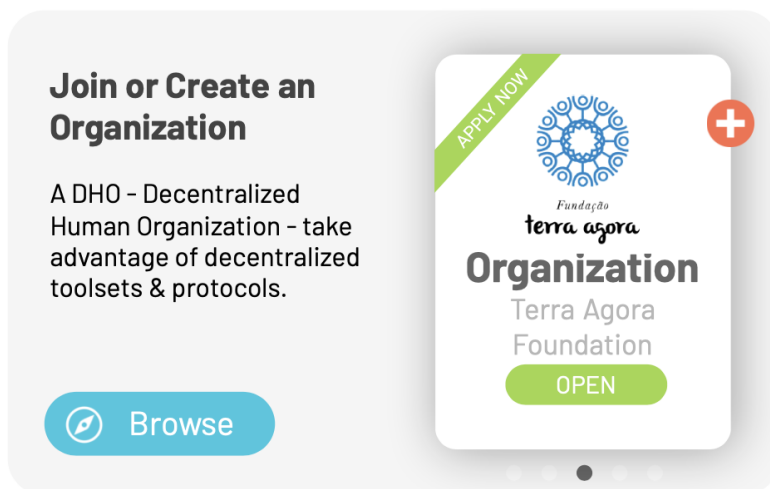 Join or Create an
Organization
A DHO - Decentralized
Human Organization - take
advantage of decentralized
toolsets & protocols.
Browse
APPLY NOW
Fundação
terra agora
Organization
Terra Agora
Foundation
OPEN